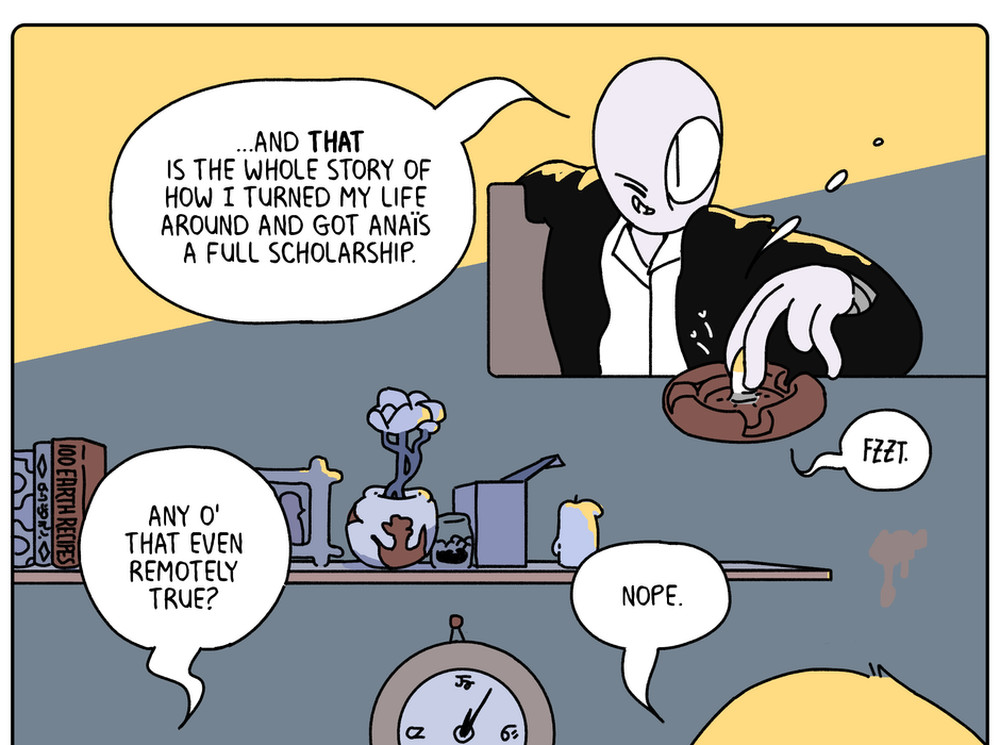 ...AND THAT
IS THE WHOLE STORY OF
HOW I TURNED MY LIFE
AROUND AND GOT ANAÏS
A FULL SCHOLARSHIP.
FZZT.
100 EARTH RECIPES
ANY O'
THAT EVEN
REMOTELY
TRUE?
NOPE.